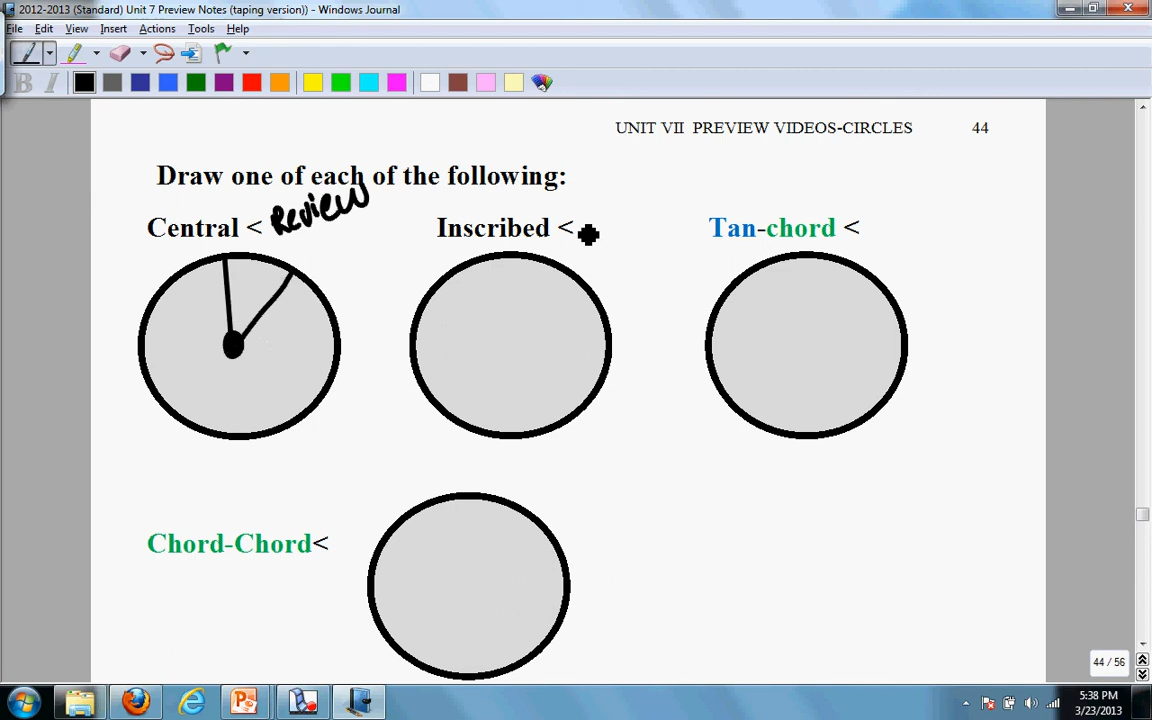 2012-2013 (Standard) Unit 7 Preview Notes (taping version)) - Windows Journal
File Edit View Insert Actions Tools Help
B I
UNIT VII PREVIEW VIDEOS-CIRCLES 44
Draw one of each of the following:
Central < Review
Inscribed <
Tan-chord <
Chord-Chord<
44 / 56
5:38 PM
3/23/2013